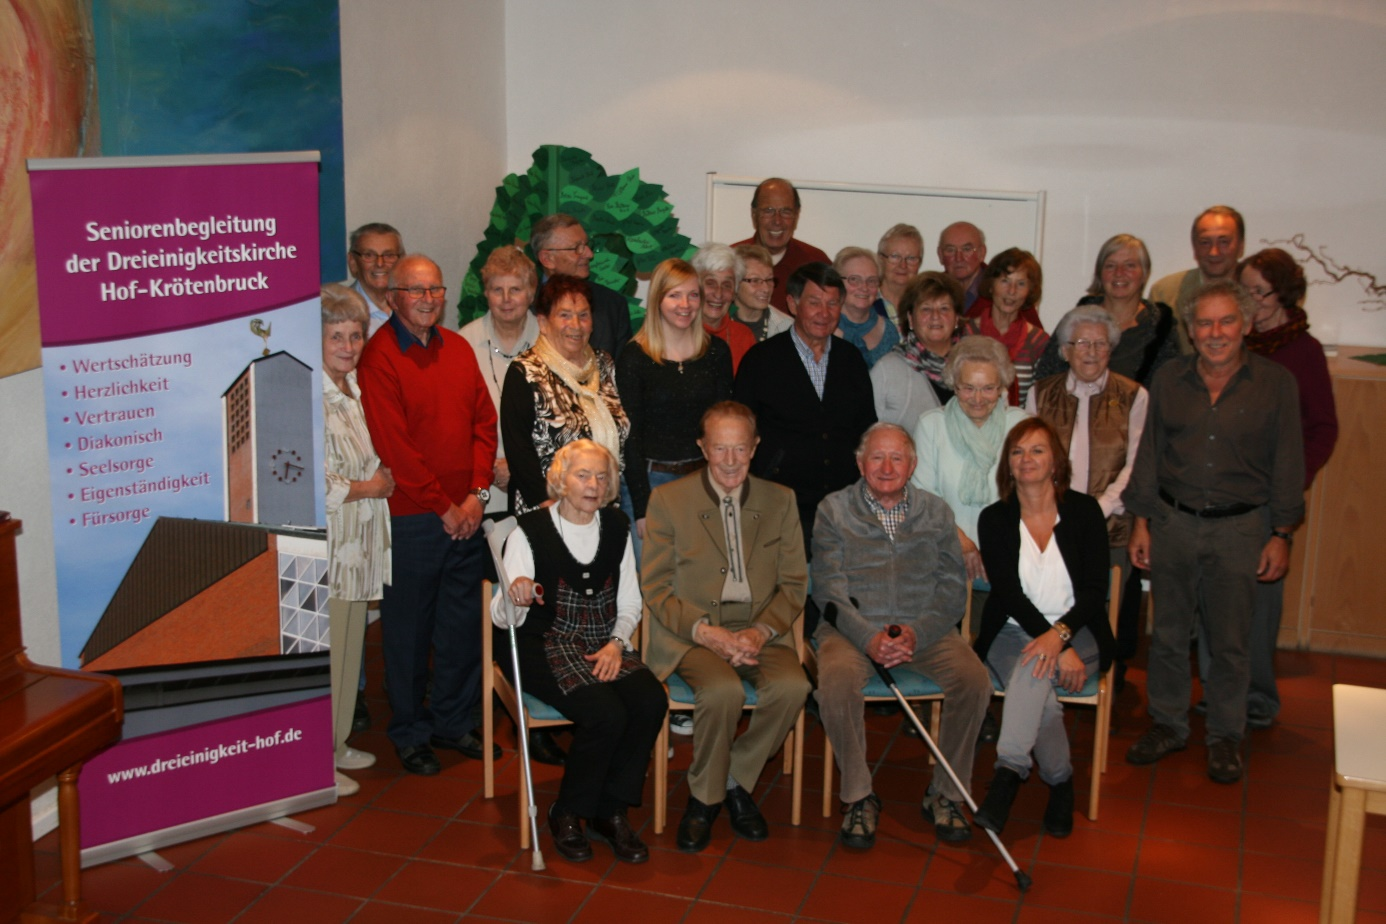 Seniorenbegleitung
der Dreieinigkeitskirche
Hof-Krötenbruck
• Wertschätzung
• Herzlichkeit
• Vertrauen
• Diakonisch
• Seelsorge
• Eigenständigkeit
• Fürsorge
www.dreieinigkeit-hof.de